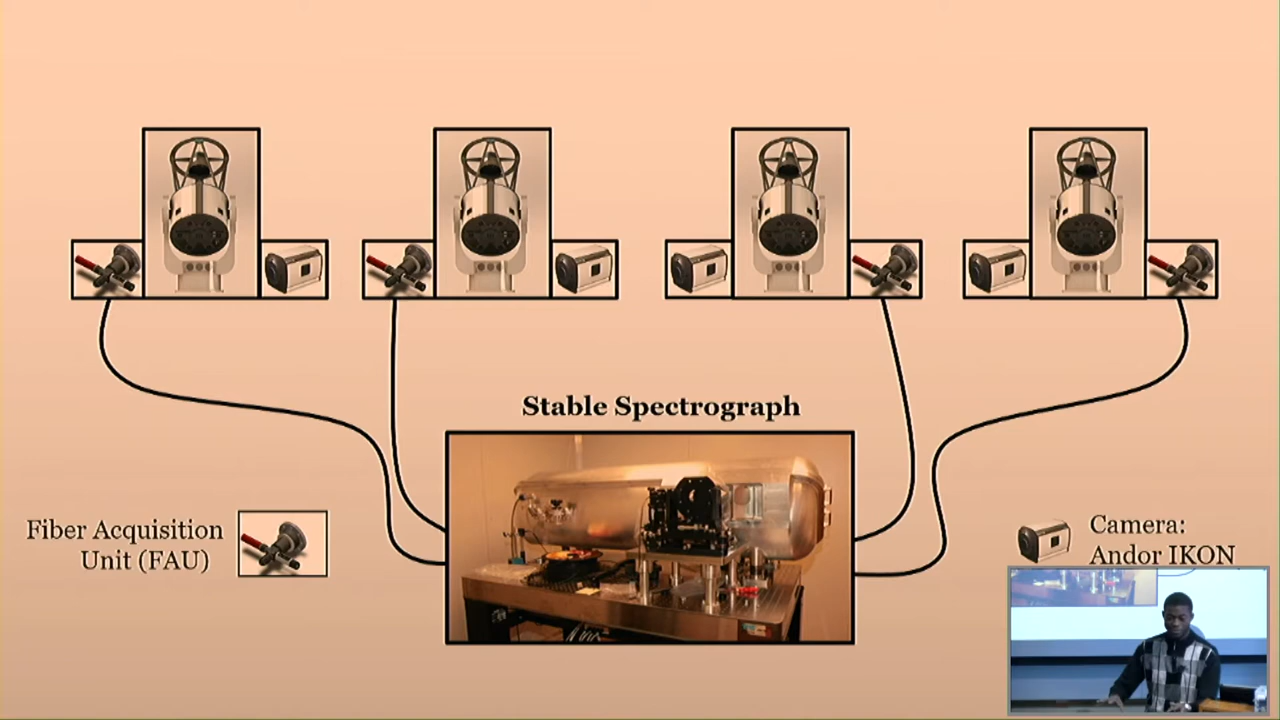 Stable Spectrograph
Fiber Acquisition
Unit (FAU)
Camera:
Andor IKON